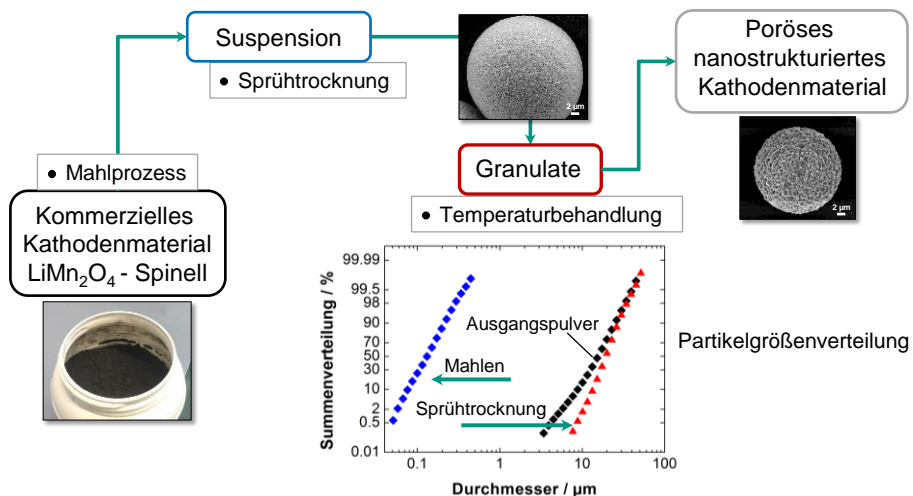 Suspension
• Sprühtrocknung
2 µm
Poröses
nanostrukturiertes
Kathodenmaterial
2 µm
• Mahlprozess
Granulate
• Temperaturbehandlung
Kommerzielles
Kathodenmaterial
LiMn₂O₄ - Spinell
Summenverteilung / %
99.99
99.5
98
90
70
50
30
10
2
0.5
0.01
Ausgangspulver
Mahlen
Sprühtrocknung
0.1
1
10
100
Durchmesser / µm
Partikelgrößenverteilung